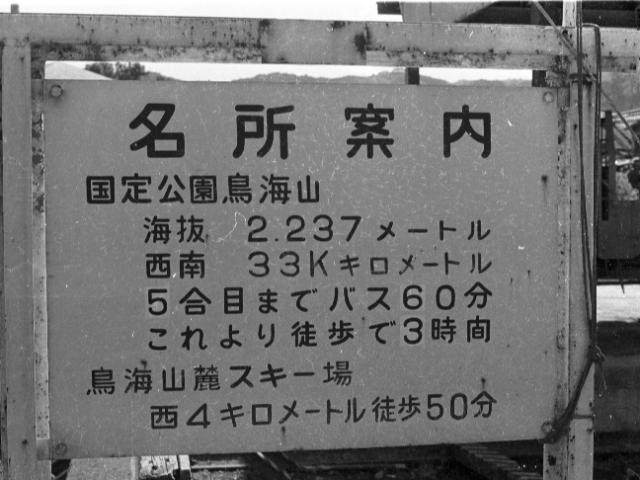 名所案内
国定公園鳥海山
海抜 2.237メートル
西南 33Kキロメートル
5合目までバス60分
これより徒歩で3時間
鳥海山麓スキー場
西4キロメートル徒歩50分